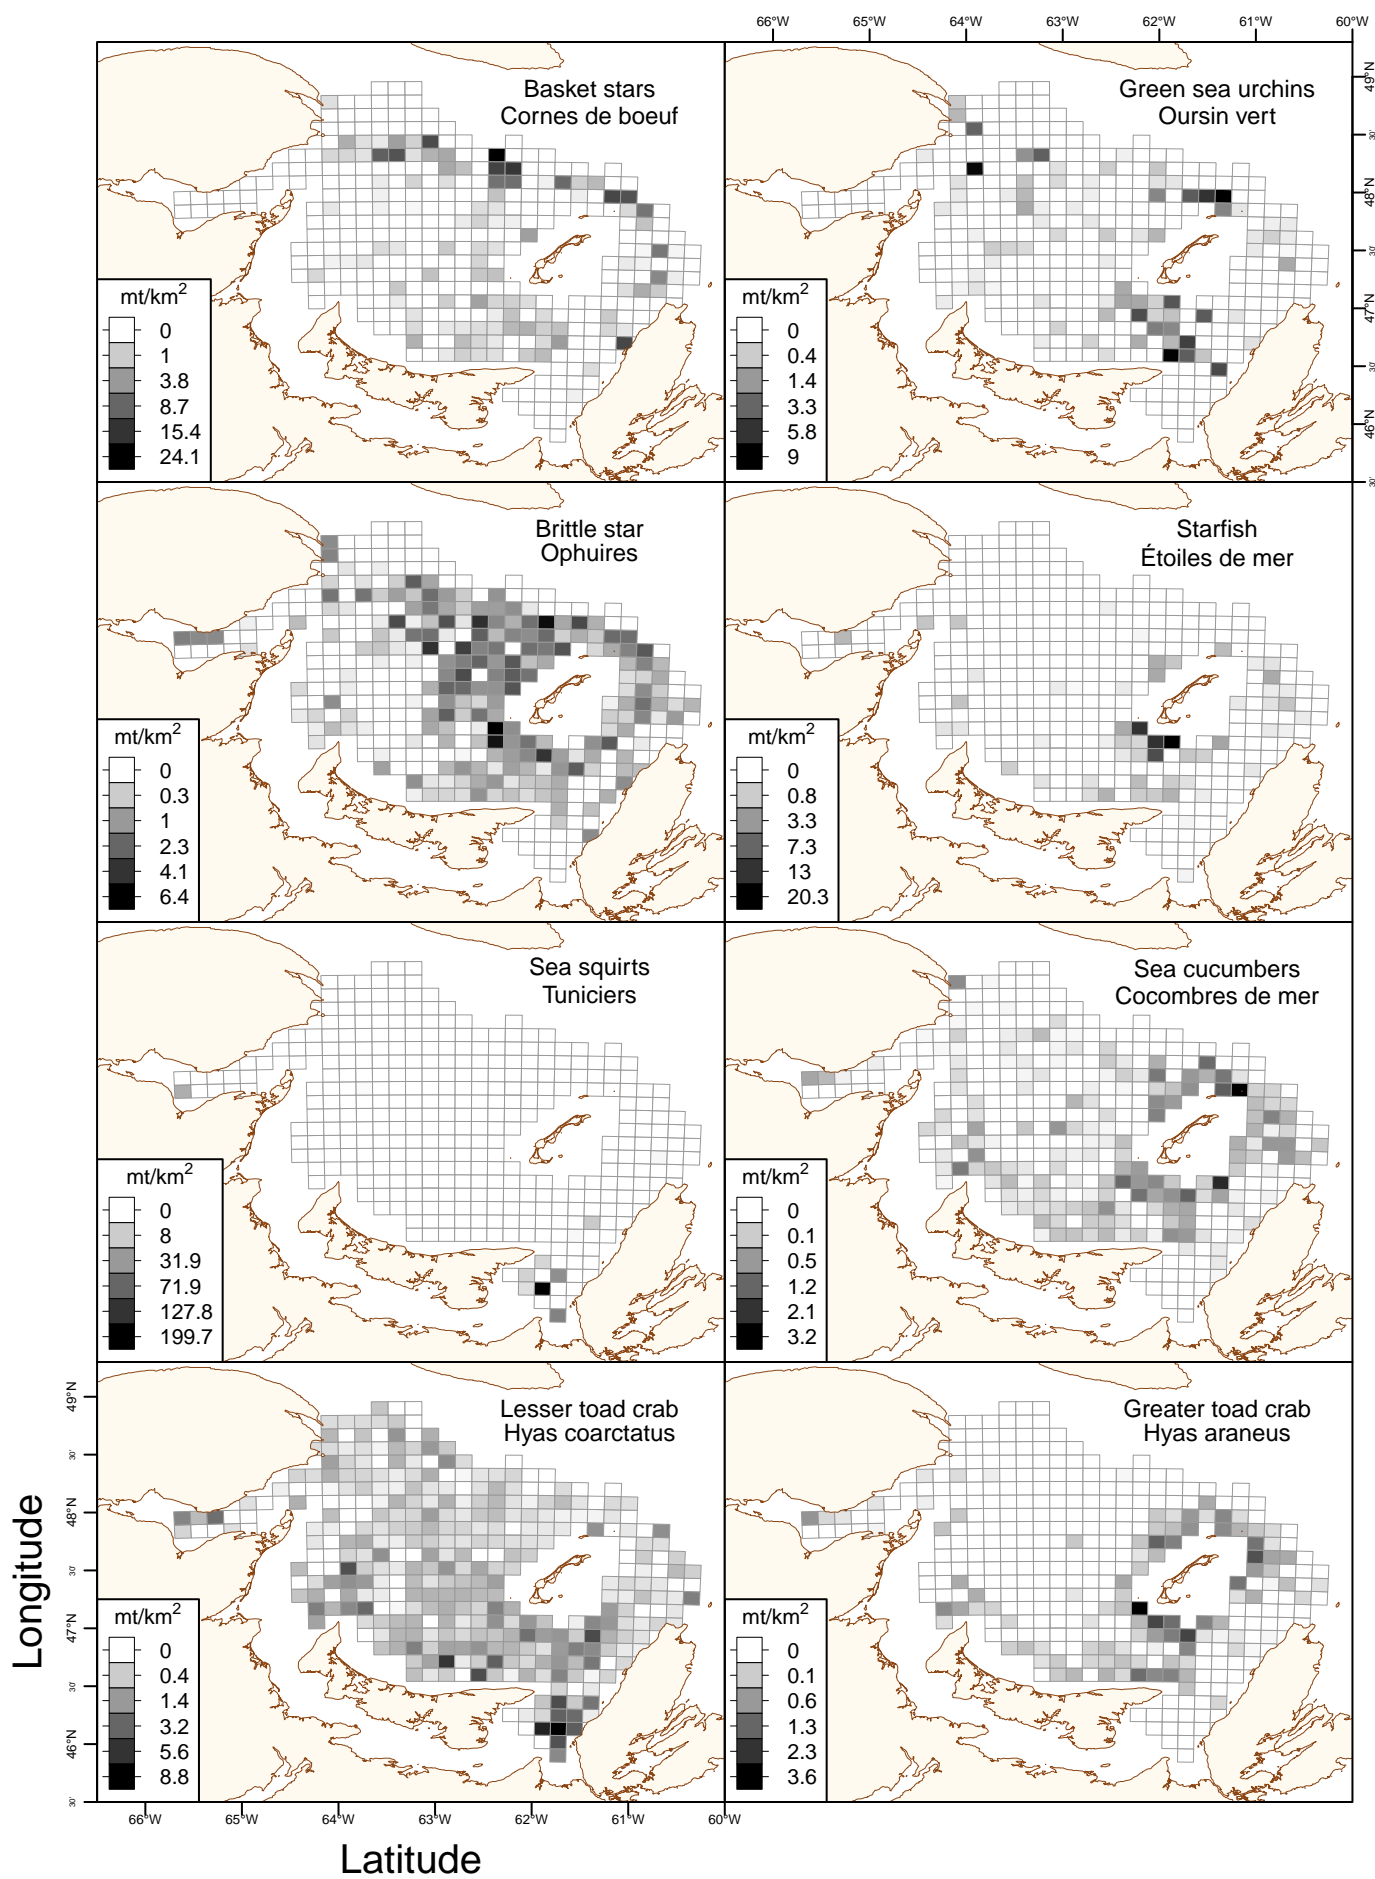 66°W 65°W 64°W 63°W 62°W 61°W 60°W
Basket stars
Cornes de boeuf
mt/km2
0
1
3.8
8.7
15.4
24.1
Green sea urchins
Oursin vert
mt/km2
0
0.4
1.4
3.3
5.8
9
49°N
30'
48°N
30'
47°N
30'
46°N
30'
Brittle star
Ophuires
mt/km2
0
0.3
1
2.3
4.1
6.4
Starfish
Étoiles de mer
mt/km2
0
0.8
3.3
7.3
13
20.3
Sea squirts
Tuniciers
mt/km2
0
8
31.9
71.9
127.8
199.7
Sea cucumbers
Cocombres de mer
mt/km2
0
0.1
0.5
1.2
2.1
3.2
Longitude
49°N
30'
48°N
30'
47°N
30'
46°N
30'
Lesser toad crab
Hyas coarctatus
mt/km2
0
0.4
1.4
3.2
5.6
8.8
Greater toad crab
Hyas araneus
mt/km2
0
0.1
0.6
1.3
2.3
3.6
66°W 65°W 64°W 63°W 62°W 61°W 60°W
Latitude